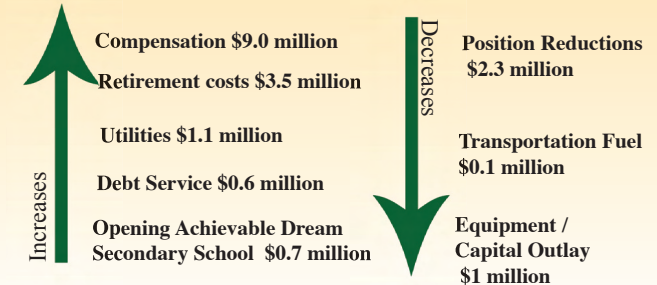 Increases
Compensation $9.0 million
Retirement costs $3.5 million
Utilities $1.1 million
Debt Service $0.6 million
Opening Achievable Dream
Secondary School $0.7 million
Decreases
Position Reductions
$2.3 million
Transportation Fuel
$0.1 million
Equipment /
Capital Outlay
$1 million